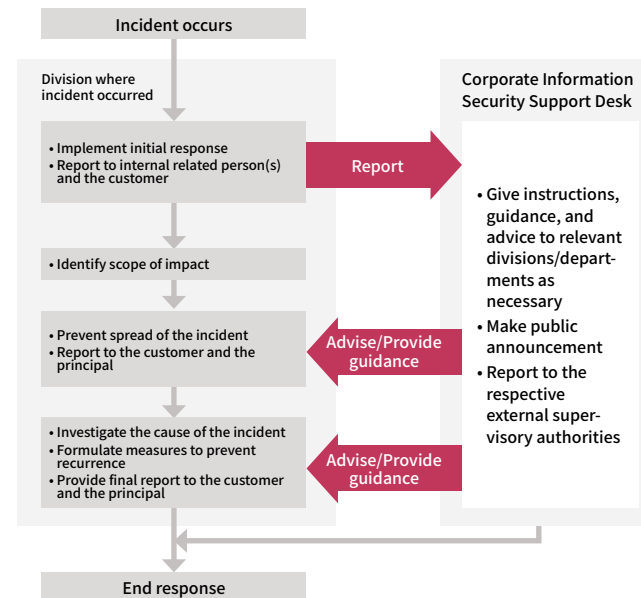 Incident occurs
Division where
incident occurred
• Implement initial response
• Report to internal related person(s)
and the customer
Report
• Identify scope of impact
• Prevent spread of the incident
• Report to the customer and the
principal
Advise/Provide
guidance
• Investigate the cause of the incident
• Formulate measures to prevent
recurrence
• Provide final report to the customer
and the principal
Advise/Provide
guidance
Corporate Information
Security Support Desk
• Give instructions,
guidance, and
advice to relevant
divisions/depart-
ments as
necessary
• Make public
announcement
• Report to the
respective
external super-
visory authorities
End response